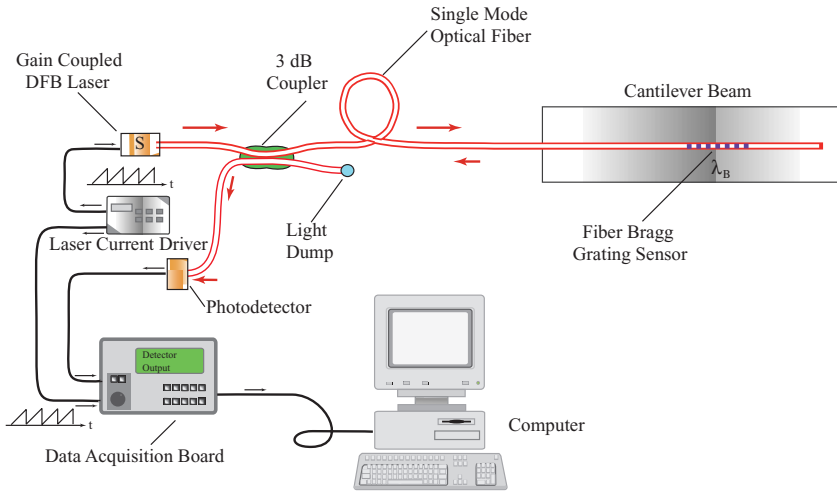 Single Mode
Optical Fiber
Gain Coupled
DFB Laser
3 dB
Coupler
Cantilever Beam
S
λB
t
Light
Dump
Laser Current Driver
Fiber Bragg
Grating Sensor
Photodetector
Detector
Output
t
Computer
Data Acquisition Board